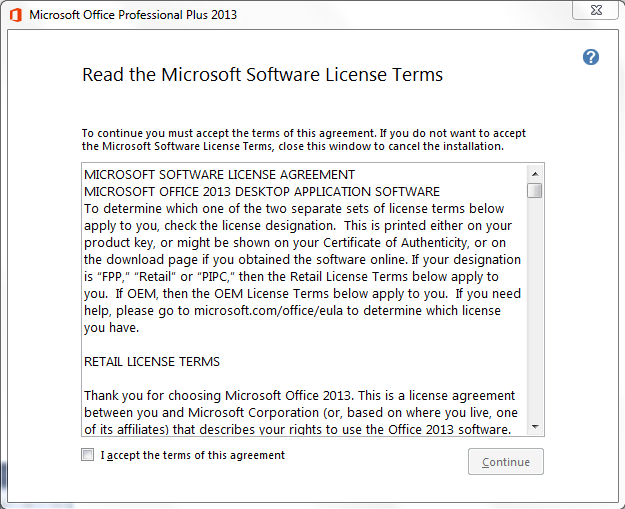 Microsoft Office Professional Plus 2013
Read the Microsoft Software License Terms
To continue you must accept the terms of this agreement. If you do not want to accept
the Microsoft Software License Terms, close this window to cancel the installation.
MICROSOFT SOFTWARE LICENSE AGREEMENT
MICROSOFT OFFICE 2013 DESKTOP APPLICATION SOFTWARE
To determine which one of the two separate sets of license terms below
apply to you, check the license designation.  This is printed either on your
product key, or might be shown on your Certificate of Authenticity, or on
the download page if you obtained the software online. If your designation
is “FPP,” “Retail” or “PIPC,” then the Retail License Terms below apply to
you.  If OEM, then the OEM License Terms below apply to you.  If you need
help, please go to microsoft.com/office/eula to determine which license
you have.
RETAIL LICENSE TERMS
Thank you for choosing Microsoft Office 2013. This is a license agreement
between you and Microsoft Corporation (or, based on where you live, one
of its affiliates) that describes your rights to use the Office 2013 software.
I accept the terms of this agreement
Continue